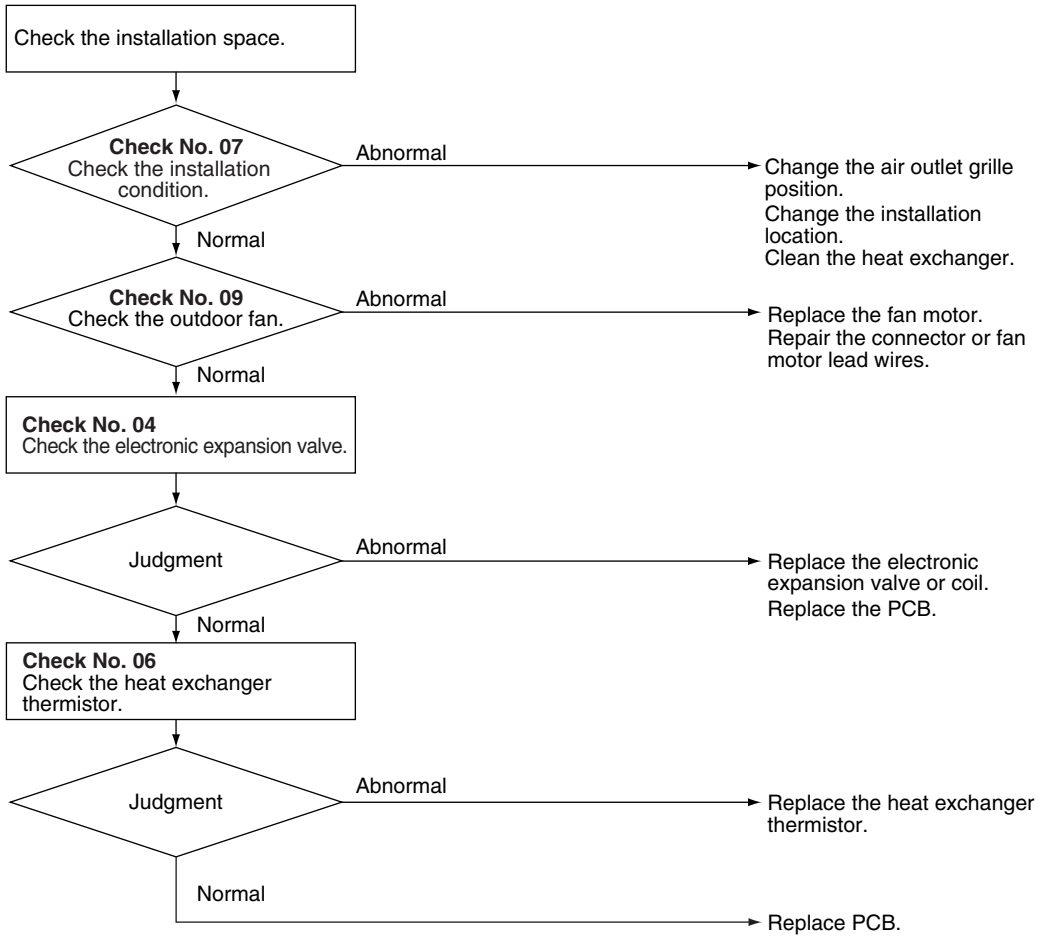 Check the installation space.
Check No. 07
Check the installation
condition.
Abnormal
Change the air outlet grille
position.
Change the installation
location.
Clean the heat exchanger.
Normal
Check No. 09
Check the outdoor fan.
Abnormal
Replace the fan motor.
Repair the connector or fan
motor lead wires.
Normal
Check No. 04
Check the electronic expansion valve.
Judgment
Abnormal
Replace the electronic
expansion valve or coil.
Replace the PCB.
Normal
Check No. 06
Check the heat exchanger
thermistor.
Judgment
Abnormal
Replace the heat exchanger
thermistor.
Normal
Replace PCB.